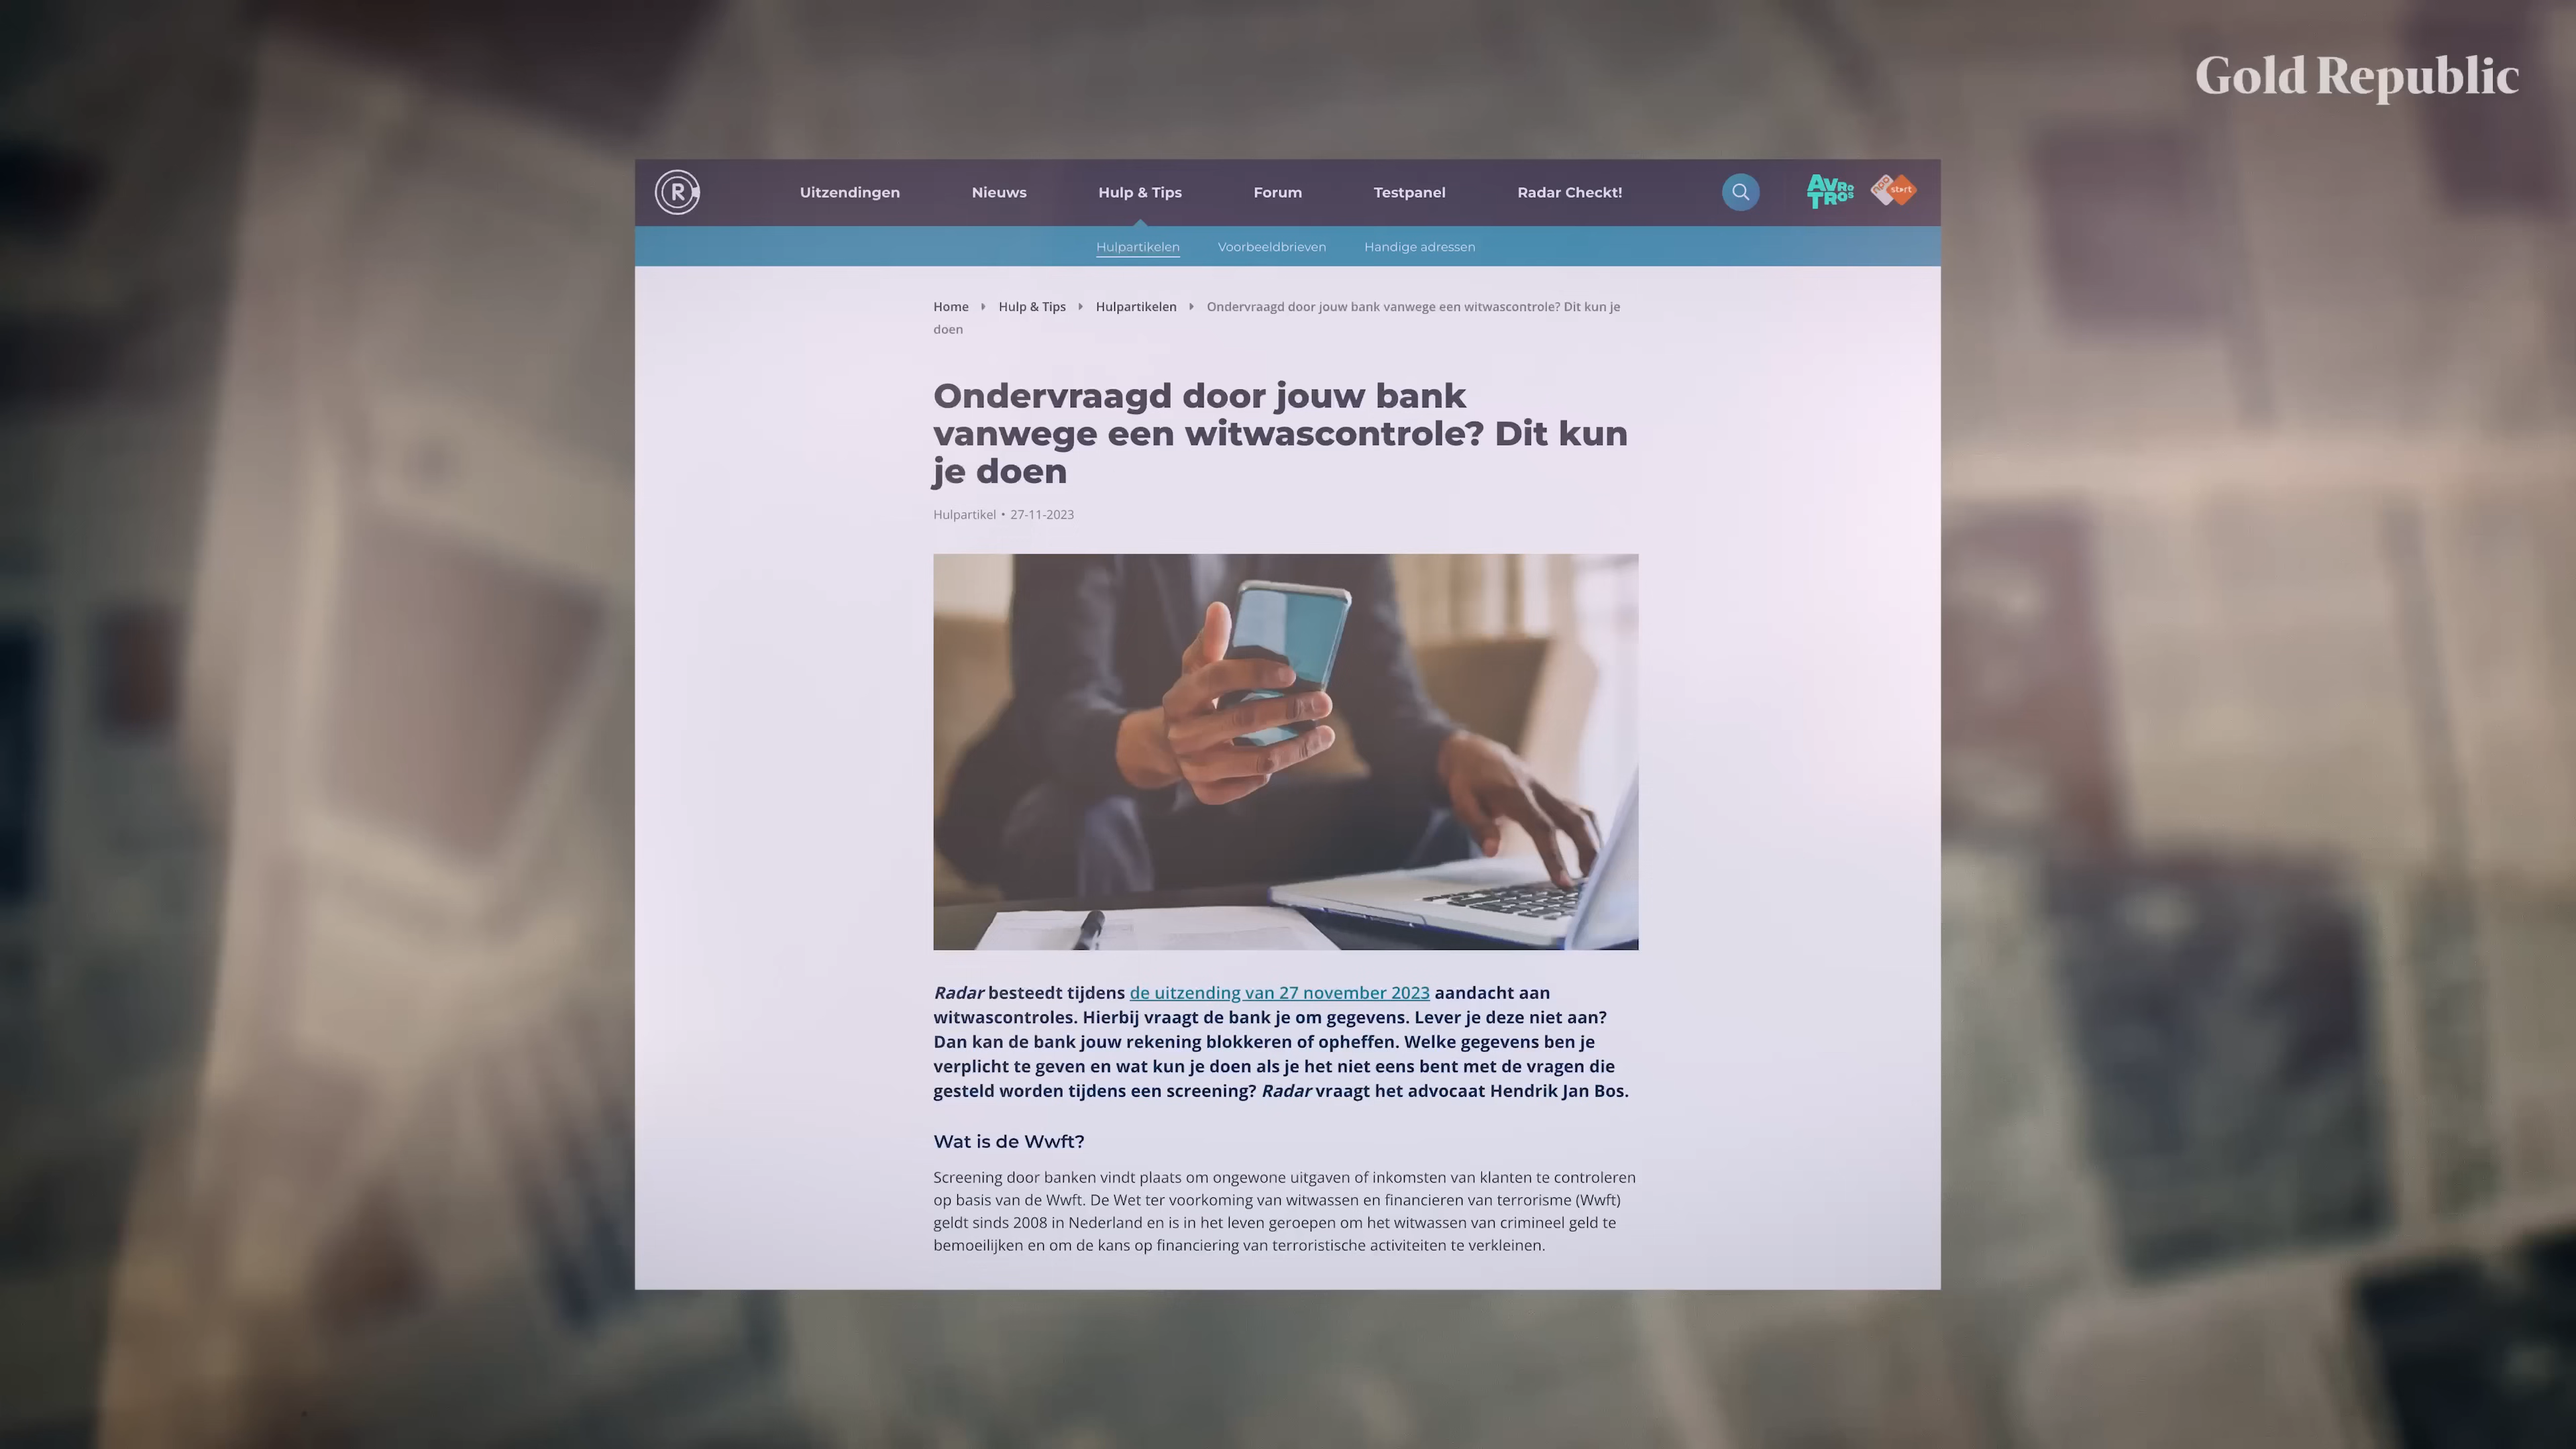 Gold Republic
R
Uitzendingen Nieuws Hulp & Tips Forum Testpanel Radar Checkt!
AVROTROS
npo start
Hulpartikelen Voorbeeldbrieven Handige adressen
Home Hulp & Tips Hulpartikelen Ondervraagd door jouw bank vanwege een witwascontrole? Dit kun je
doen
Ondervraagd door jouw bank
vanwege een witwascontrole? Dit kun
je doen
Hulpartikel • 27-11-2023
Radar besteedt tijdens de uitzending van 27 november 2023 aandacht aan
witwascontroles. Hierbij vraagt de bank je om gegevens. Lever je deze niet aan?
Dan kan de bank jouw rekening blokkeren of opheffen. Welke gegevens ben je
verplicht te geven en wat kun je doen als je het niet eens bent met de vragen die
gesteld worden tijdens een screening? Radar vraagt het advocaat Hendrik Jan Bos.
Wat is de Wwft?
Screening door banken vindt plaats om ongewone uitgaven of inkomsten van klanten te controleren
op basis van de Wwft. De Wet ter voorkoming van witwassen en financieren van terrorisme (Wwft)
geldt sinds 2008 in Nederland en is in het leven geroepen om het witwassen van crimineel geld te
bemoeilijken en om de kans op financiering van terroristische activiteiten te verkleinen.